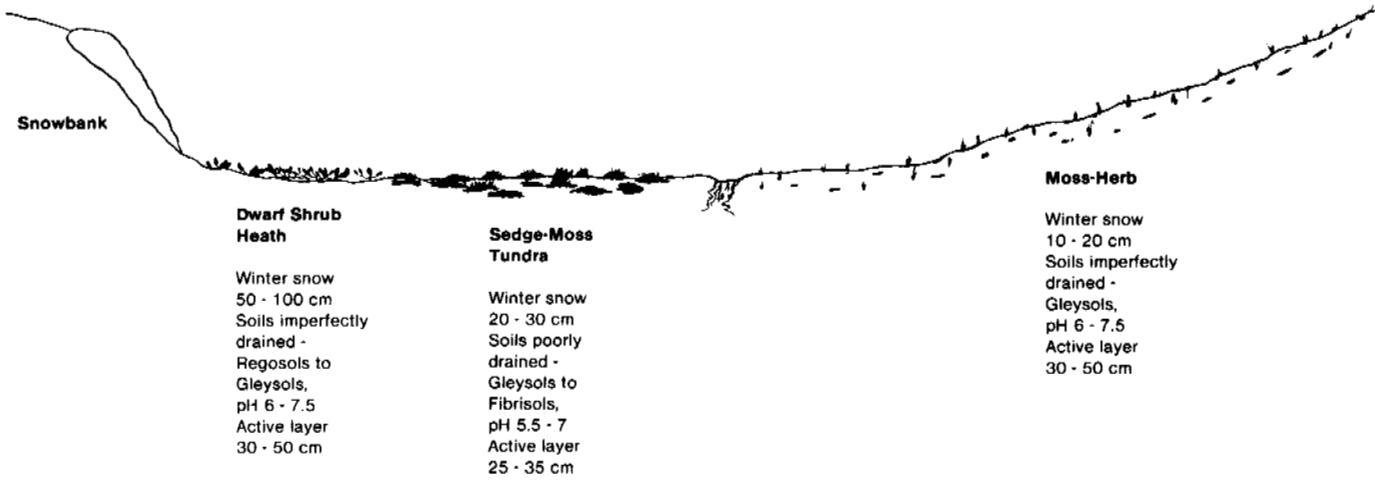 Snowbank
Dwarf Shrub
Heath
Winter snow
50 - 100 cm
Soils imperfectly
drained -
Regosols to
Gleysols,
pH 6 - 7.5
Active layer
30 - 50 cm
Sedge-Moss
Tundra
Winter snow
20 - 30 cm
Soils poorly
drained -
Gleysols to
Fibrisols,
pH 5.5 - 7
Active layer
25 - 35 cm
Moss-Herb
Winter snow
10 - 20 cm
Soils imperfectly
drained -
Gleysols,
pH 6 - 7.5
Active layer
30 - 50 cm